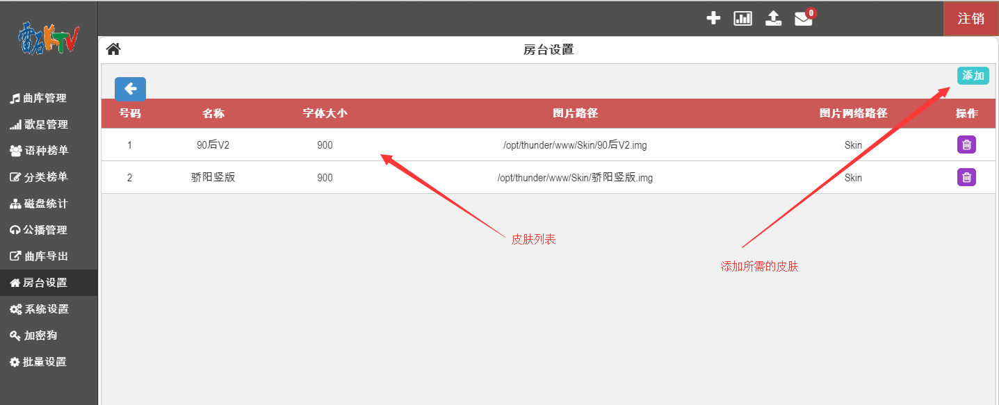 雷石KTV
0
注销
房台设置
添加
曲库管理
歌星管理
语种榜单
分类榜单
磁盘统计
公播管理
曲库导出
房台设置
系统设置
加密狗
批量设置
号码 名称 字体大小 图片路径 图片网络路径 操作
1 90后V2 900 /opt/thunder/www/Skin/90后V2.img Skin
2 骄阳竖版 900 /opt/thunder/www/Skin/骄阳竖版.img Skin
皮肤列表
添加所需的皮肤